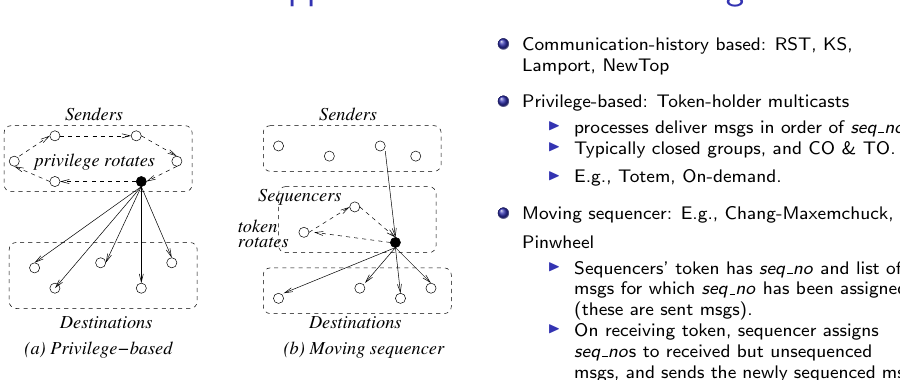 Senders
privilege rotates
Destinations
(a) Privilege−based
Senders
Sequencers
token
rotates
Destinations
(b) Moving sequencer
Communication-history based: RST, KS,
Lamport, NewTop
Privilege-based: Token-holder multicasts
processes deliver msgs in order of
Typically closed groups, and CO & TO.
E.g., Totem, On-demand.
Moving sequencer: E.g., Chang-Maxemchuck,
Pinwheel
Sequencers' token has seq_no and list of
msgs for which seq_no has been
(these are sent msgs).
On receiving token, sequencer assigns
seq_nos to received but unsequenced
msgs, and sends the newly sequenced